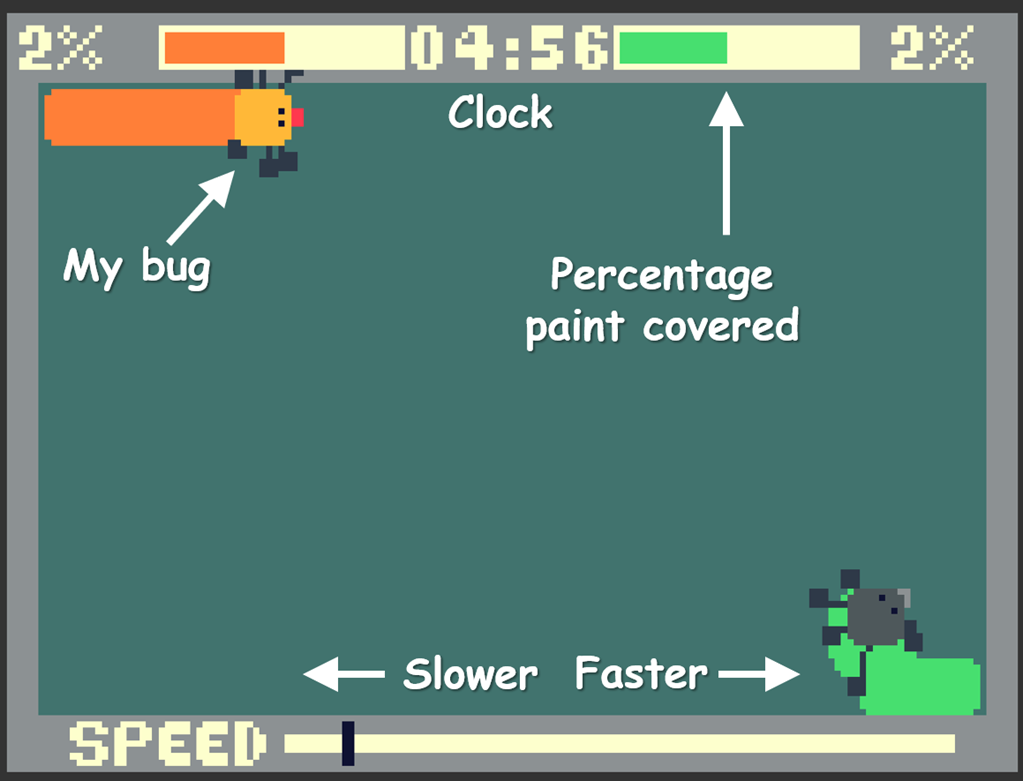 2% 04:56 2%
Clock
My bug
Percentage
paint covered
Slower Faster
SPEED